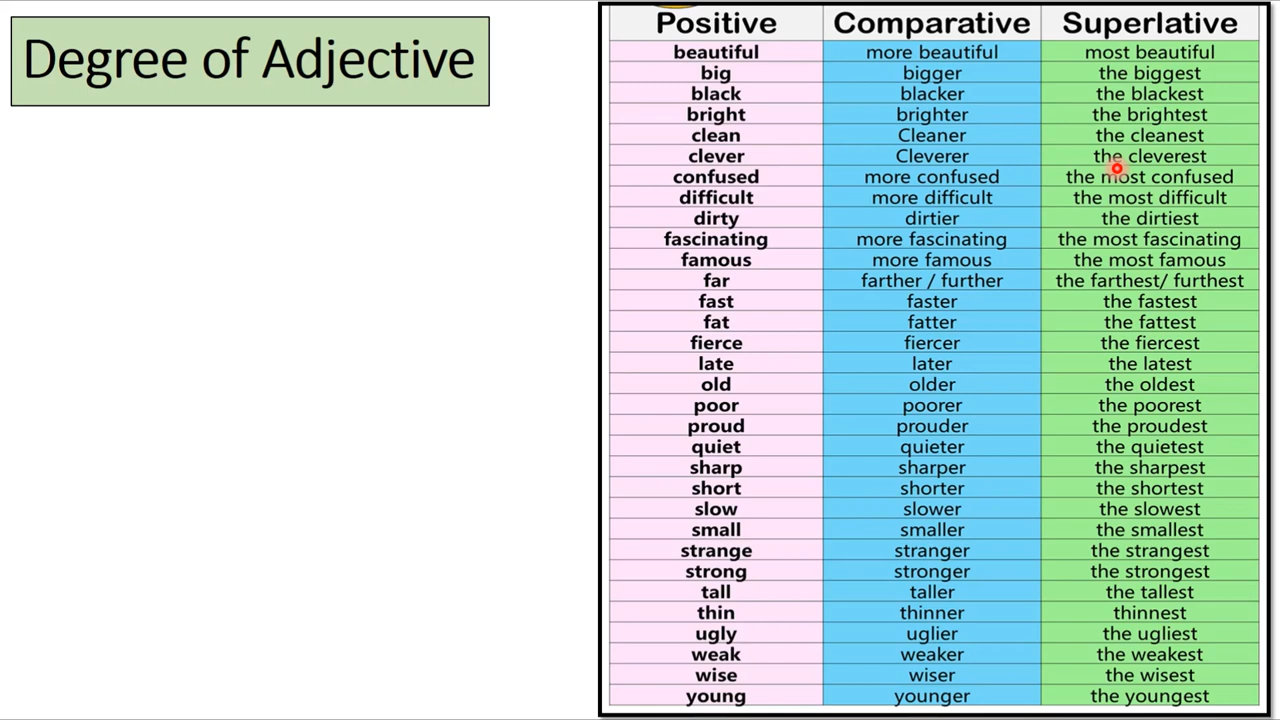 Degree of Adjective
Positive Comparative Superlative
beautiful more beautiful most beautiful
big bigger the biggest
black blacker the blackest
bright brighter the brightest
clean Cleaner the cleanest
clever Cleverer the cleverest
confused more confused the most confused
difficult more difficult the most difficult
dirty dirtier the dirtiest
fascinating more fascinating the most fascinating
famous more famous the most famous
far farther / further the farthest/ furthest
fast faster the fastest
fat fatter the fattest
fierce fiercer the fiercest
late later the latest
old older the oldest
poor poorer the poorest
proud prouder the proudest
quiet quieter the quietest
sharp sharper the sharpest
short shorter the shortest
slow slower the slowest
small smaller the smallest
strange stranger the strangest
strong stronger the strongest
tall taller the tallest
thin thinner thinnest
ugly uglier the ugliest
weak weaker the weakest
wise wiser the wisest
young younger the youngest